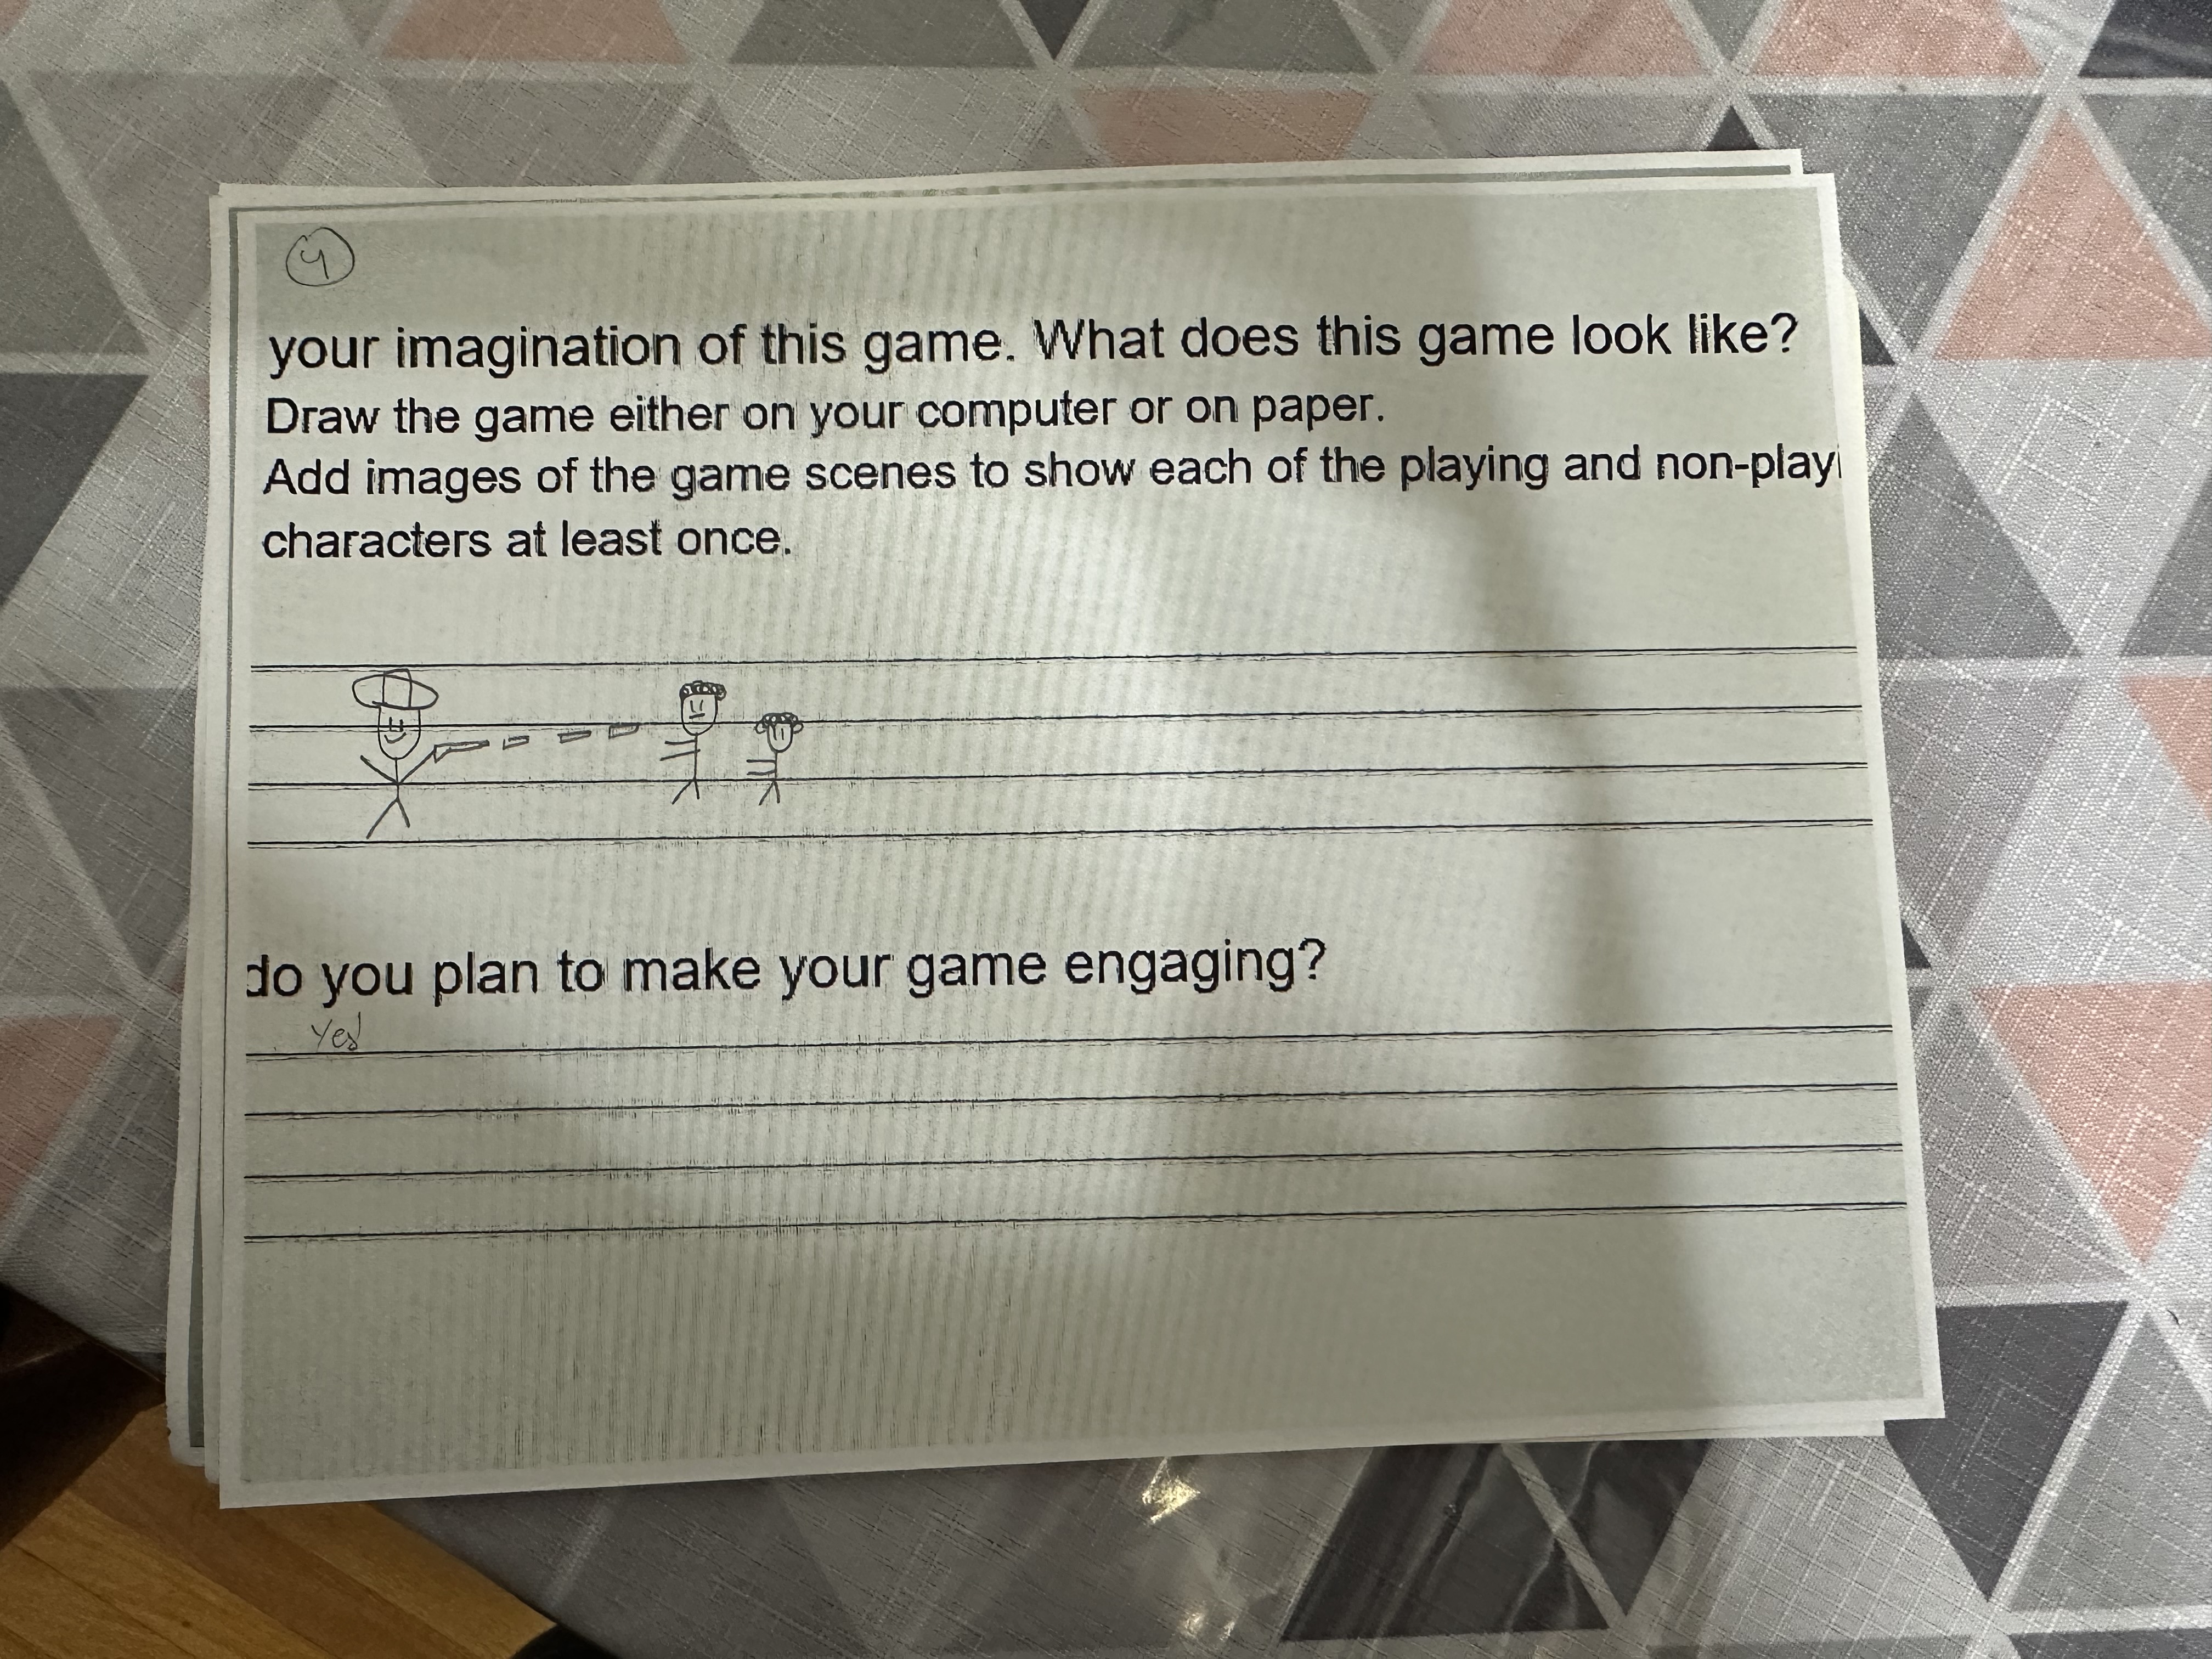 your imagination of this game. What does this game look like?
Draw the game either on your computer or on paper.
Add images of the game scenes to show each of the playing and non-play
characters at least once.
do you plan to make your game engaging?
Yes